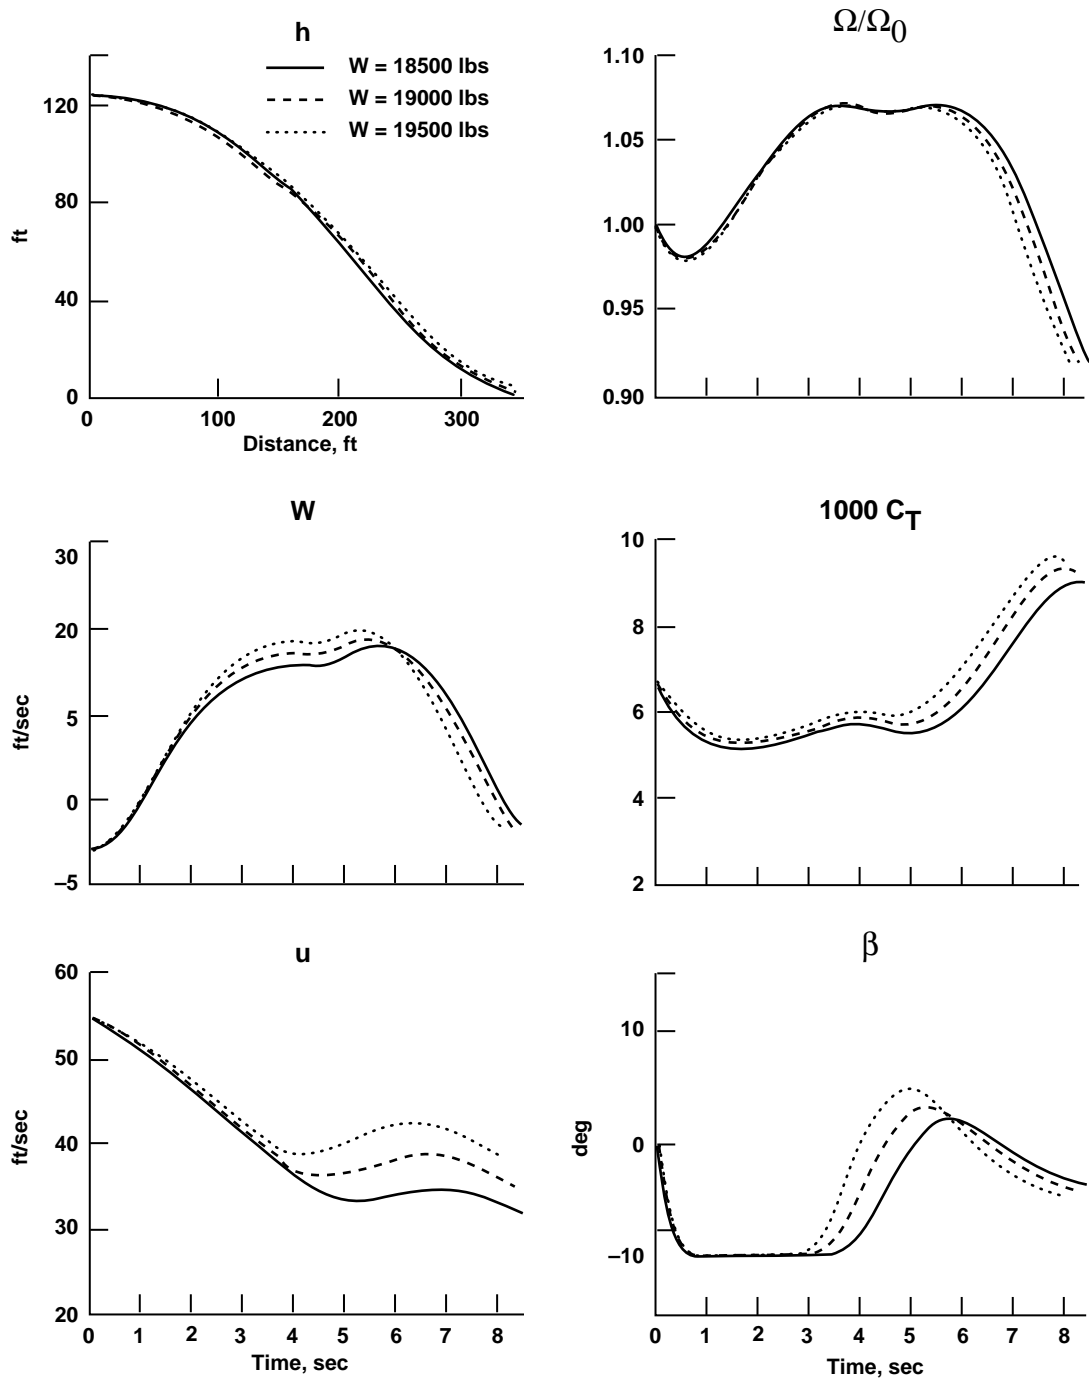 h
W = 18500 lbs
W = 19000 lbs
W = 19500 lbs
120
80
40
0
ft
0 100 200 300
Distance, ft
Ω/Ω0
1.10
1.05
1.00
0.95
0.90
W
30
20
5
0
–5
ft/sec
1000 CT
10
8
6
4
2
u
60
50
40
30
20
ft/sec
0 1 2 3 4 5 6 7 8
Time, sec
β
10
0
–10
deg
0 1 2 3 4 5 6 7 8
Time, sec